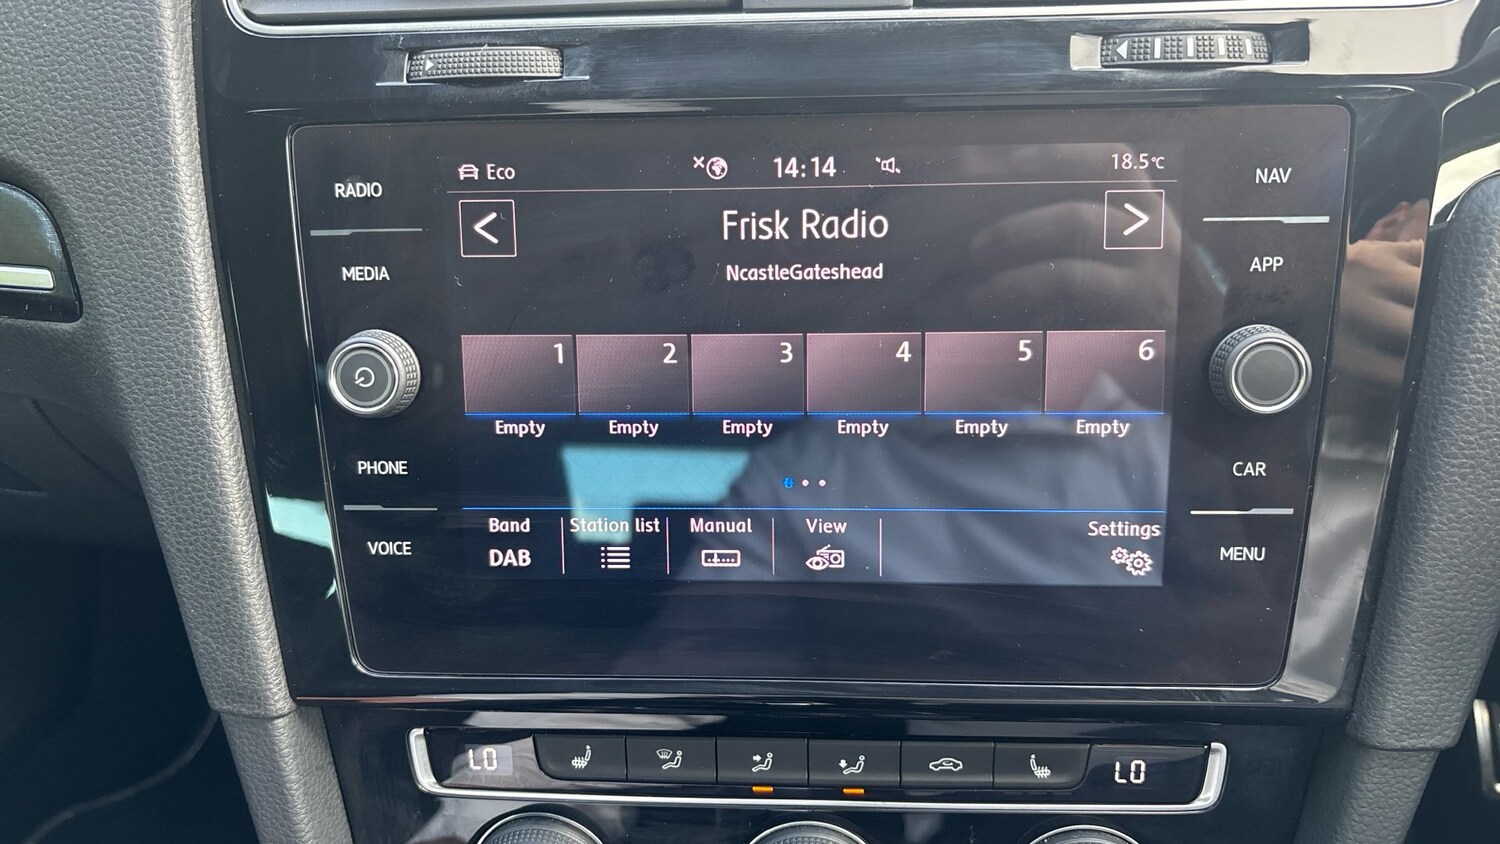 Eco 14:14 18.5°C
RADIO
MEDIA
PHONE
VOICE
Frisk Radio
NcastleGateshead
1 2 3 4 5 6
Empty Empty Empty Empty Empty Empty
Band Station list Manual View Settings
DAB
NAV
APP
CAR
MENU
LO LO